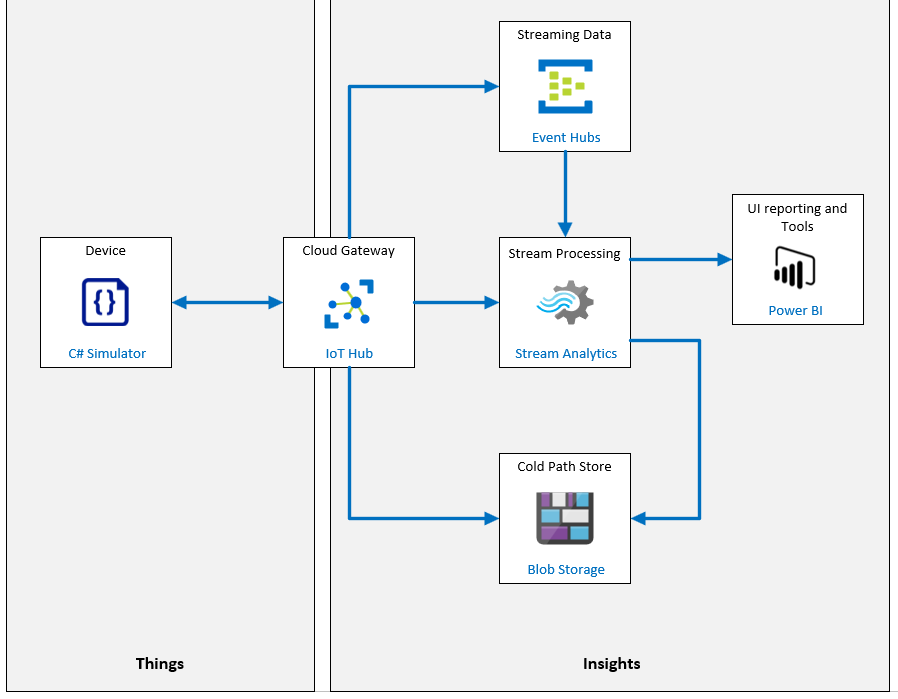 Streaming Data
Event Hubs
Device
C# Simulator
Cloud Gateway
IoT Hub
Stream Processing
Stream Analytics
UI reporting and
Tools
Power BI
Cold Path Store
Blob Storage
Things
Insights